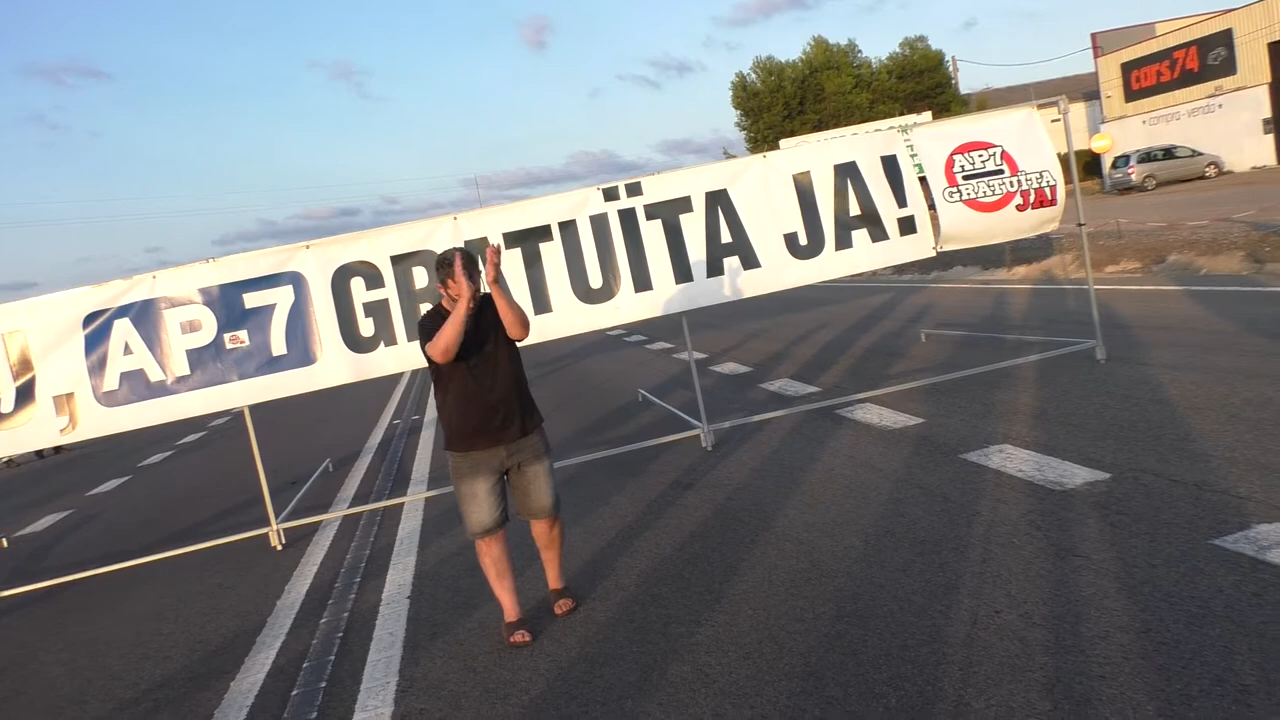 , AP-7 GRATUÏTA JA!
AP7
GRATUÏTA
JA!
cars74
* compra - venda *